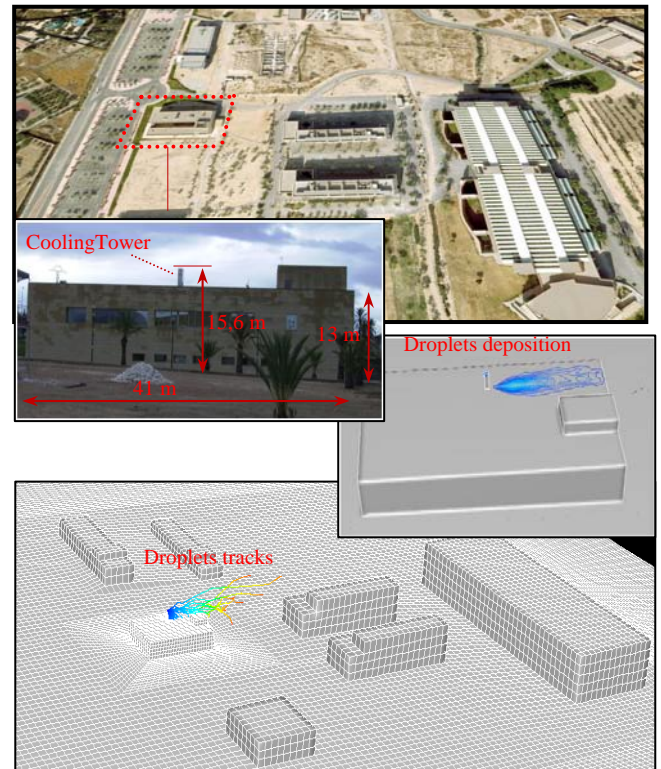 CoolingTower
15,6 m
13 m
41 m
Droplets deposition
Droplets tracks